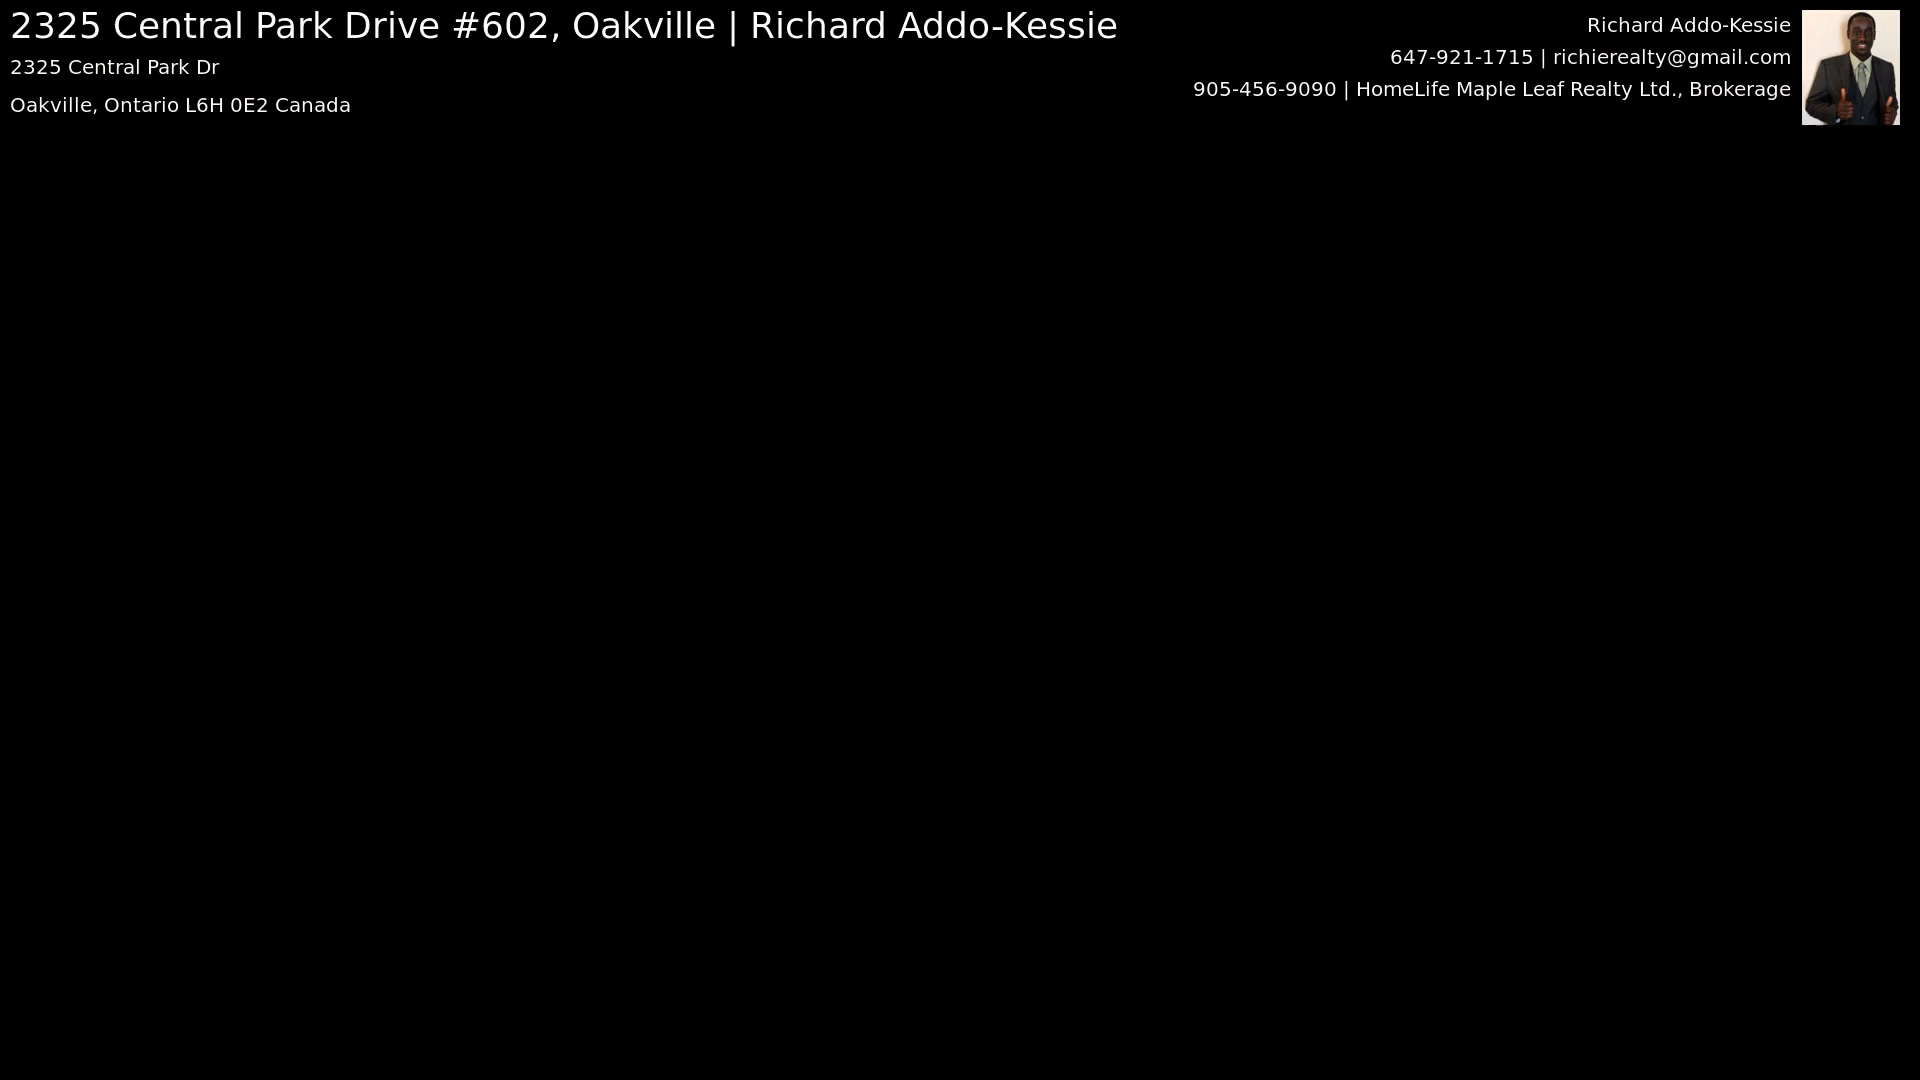 2325 Central Park Drive #602, Oakville | Richard Addo-Kessie
2325 Central Park Dr
Oakville, Ontario L6H 0E2 Canada
Richard Addo-Kessie
647-921-1715 | richierealty@gmail.com
905-456-9090 | HomeLife Maple Leaf Realty Ltd., Brokerage